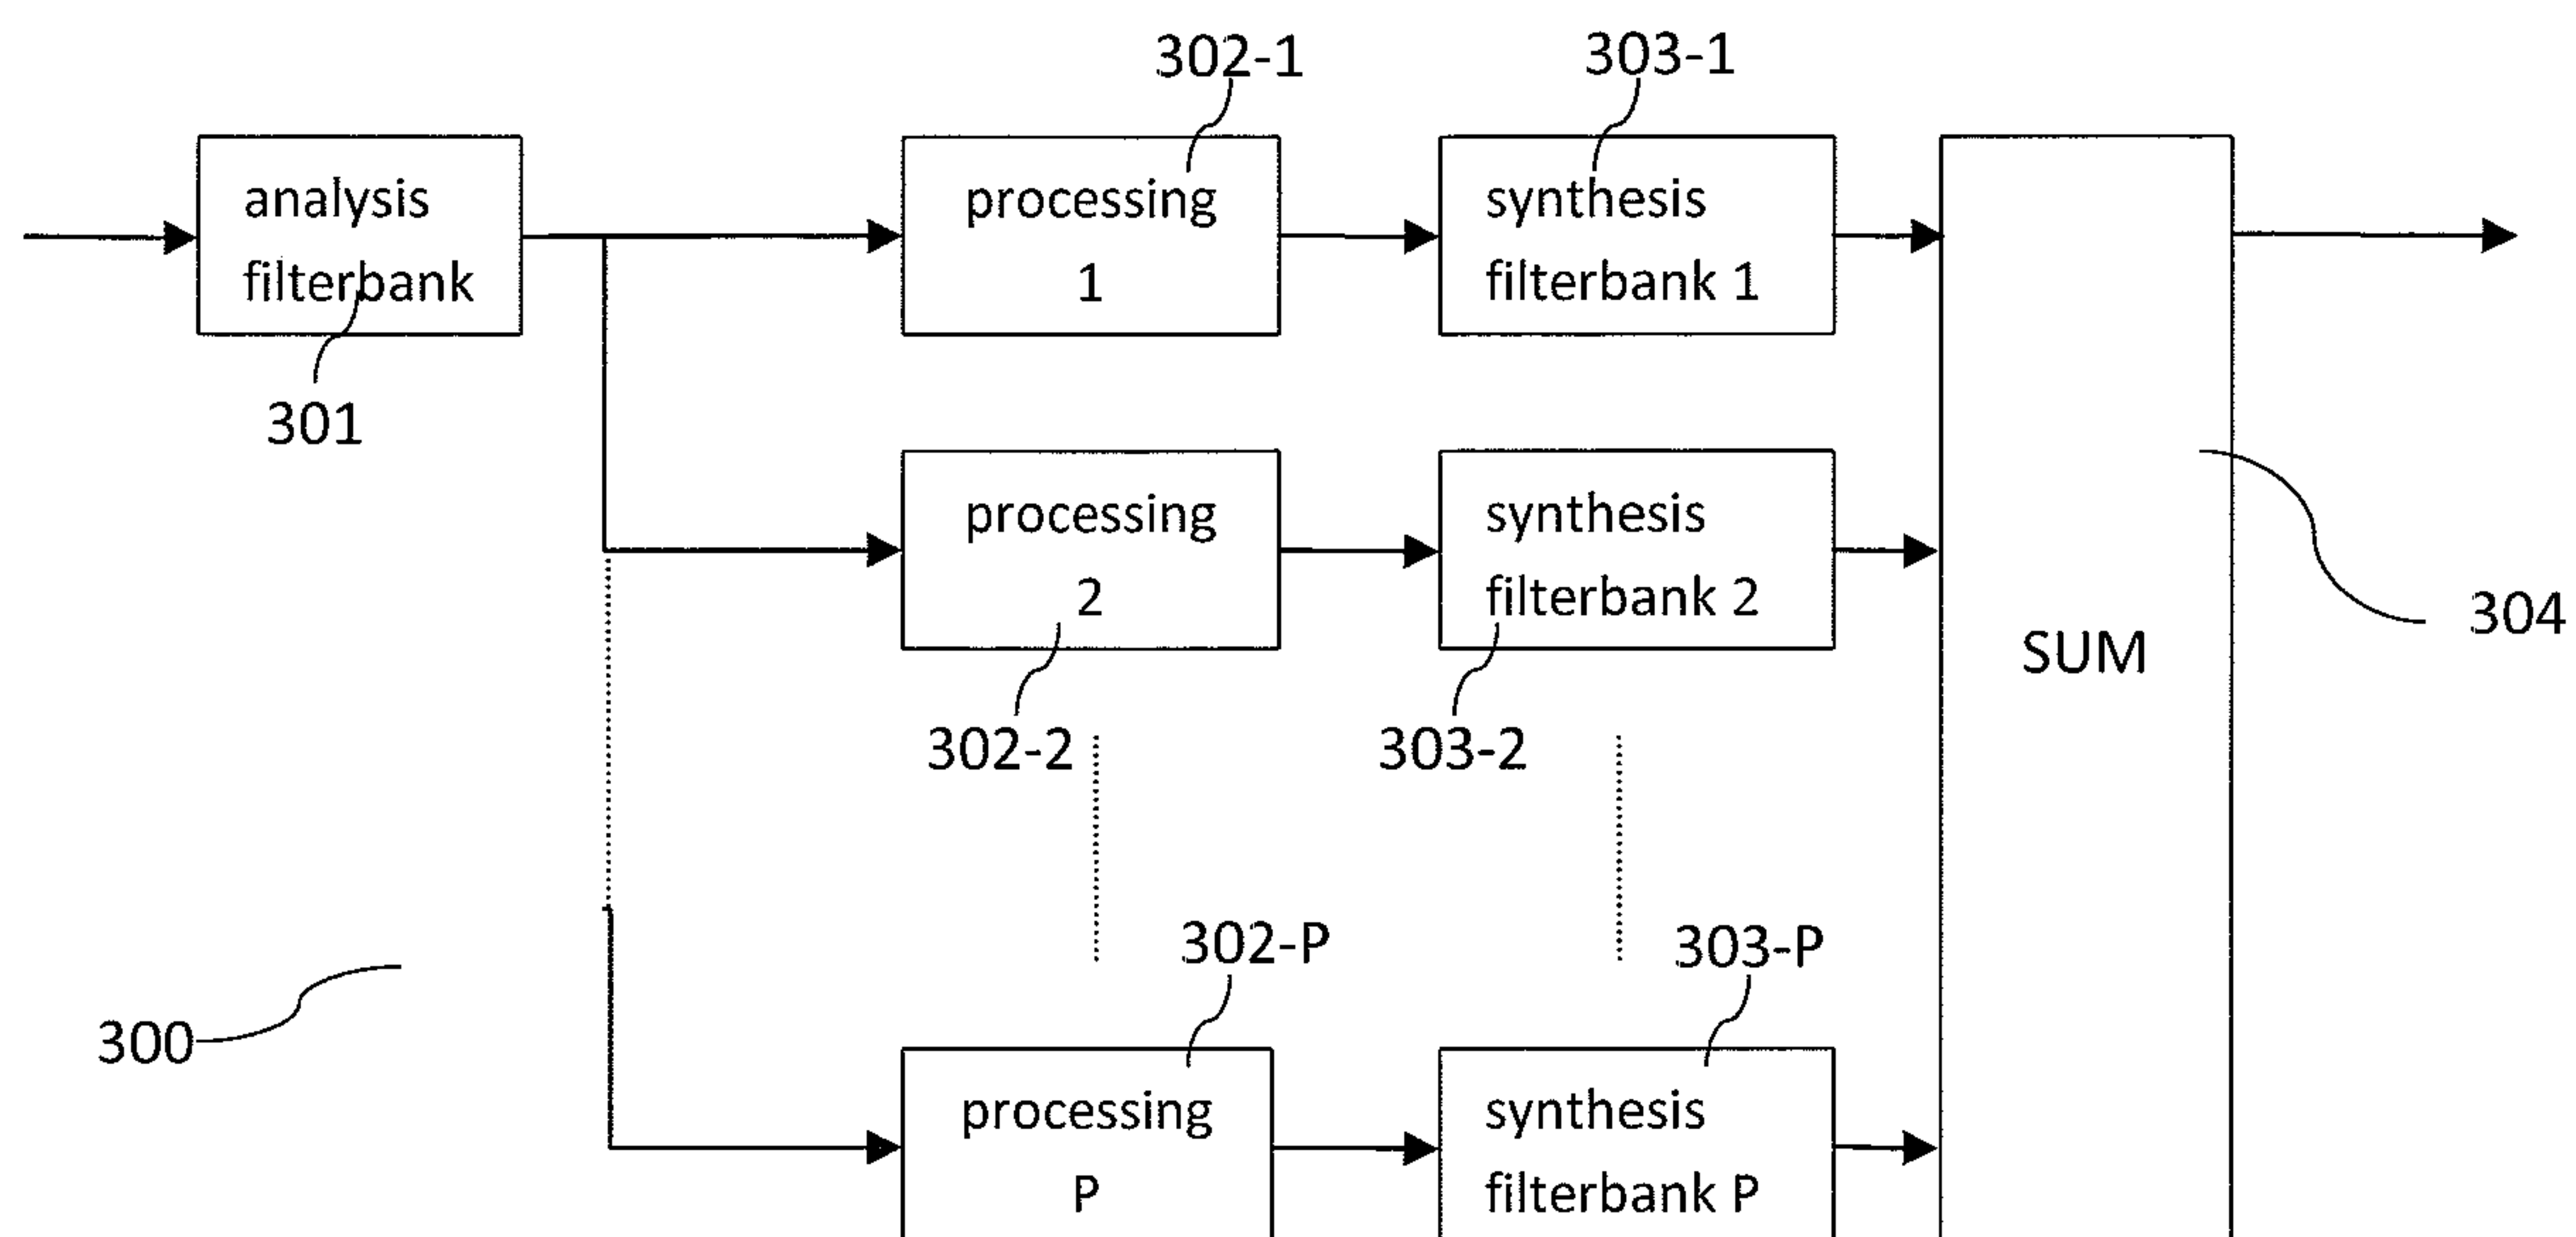 302-1
303-1
analysis
filterbank
processing
1
synthesis
filterbank 1
301
processing
2
synthesis
filterbank 2
SUM
304
302-2
303-2
302-P
303-P
300
processing
P
synthesis
filterbank P